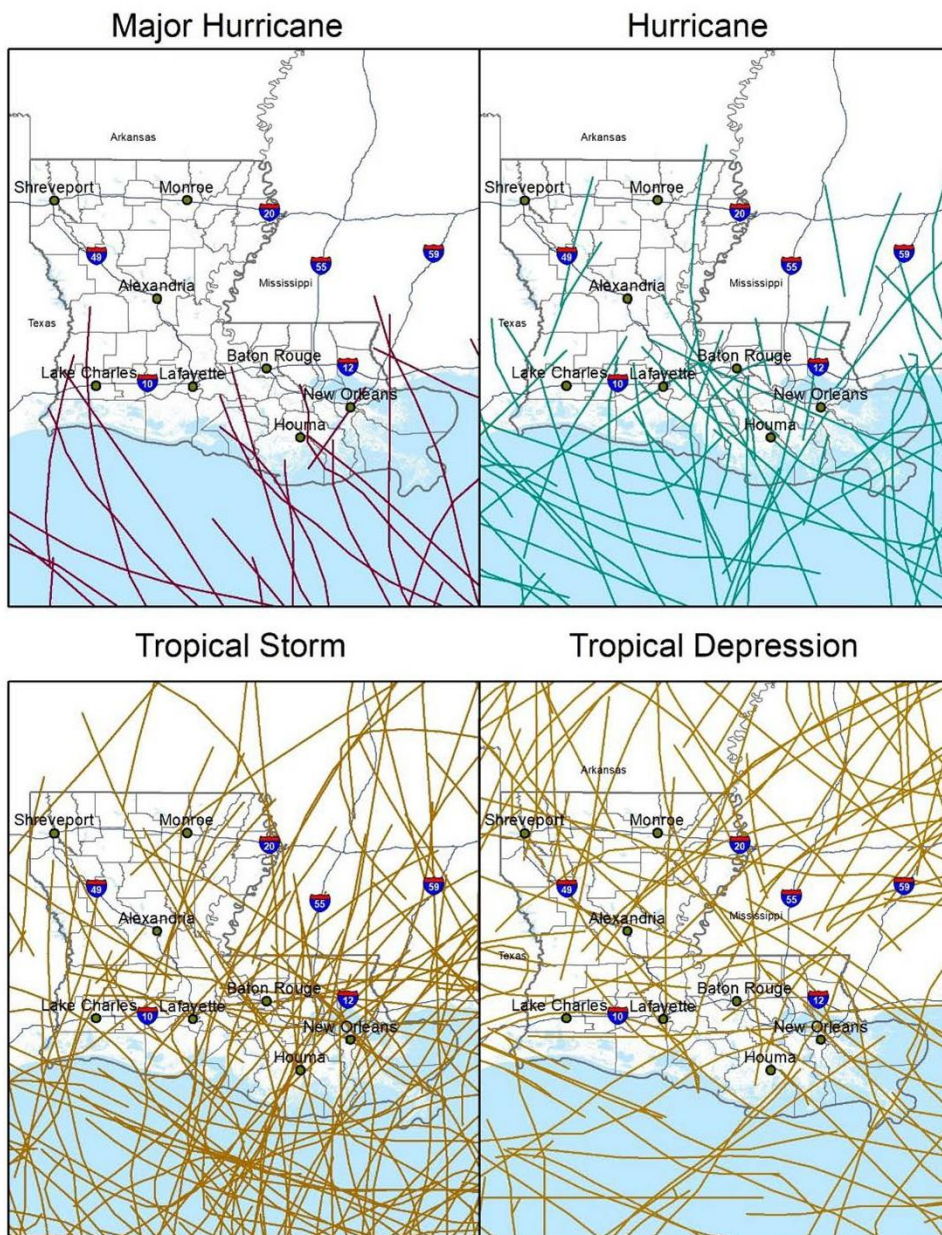 Major Hurricane
Hurricane
Arkansas
Shreveport
Monroe
20
49
55
59
Mississippi
Alexandria
Texas
Baton Rouge
12
Lake Charles
10
Lafayette
New Orleans
Houma
Arkansas
Shreveport
Monroe
20
49
55
59
Mississippi
Alexandria
Texas
Baton Rouge
12
Lake Charles
10
Lafayette
New Orleans
Houma
Tropical Storm
Tropical Depression
Shreveport
Monroe
20
49
55
59
Alexandria
Baton Rouge
12
Lake Charles
10
Lafayette
New Orleans
Houma
Arkansas
Shreveport
Monroe
20
49
55
59
Mississippi
Alexandria
Texas
Baton Rouge
12
Lake Charles
10
Lafayette
New Orleans
Houma